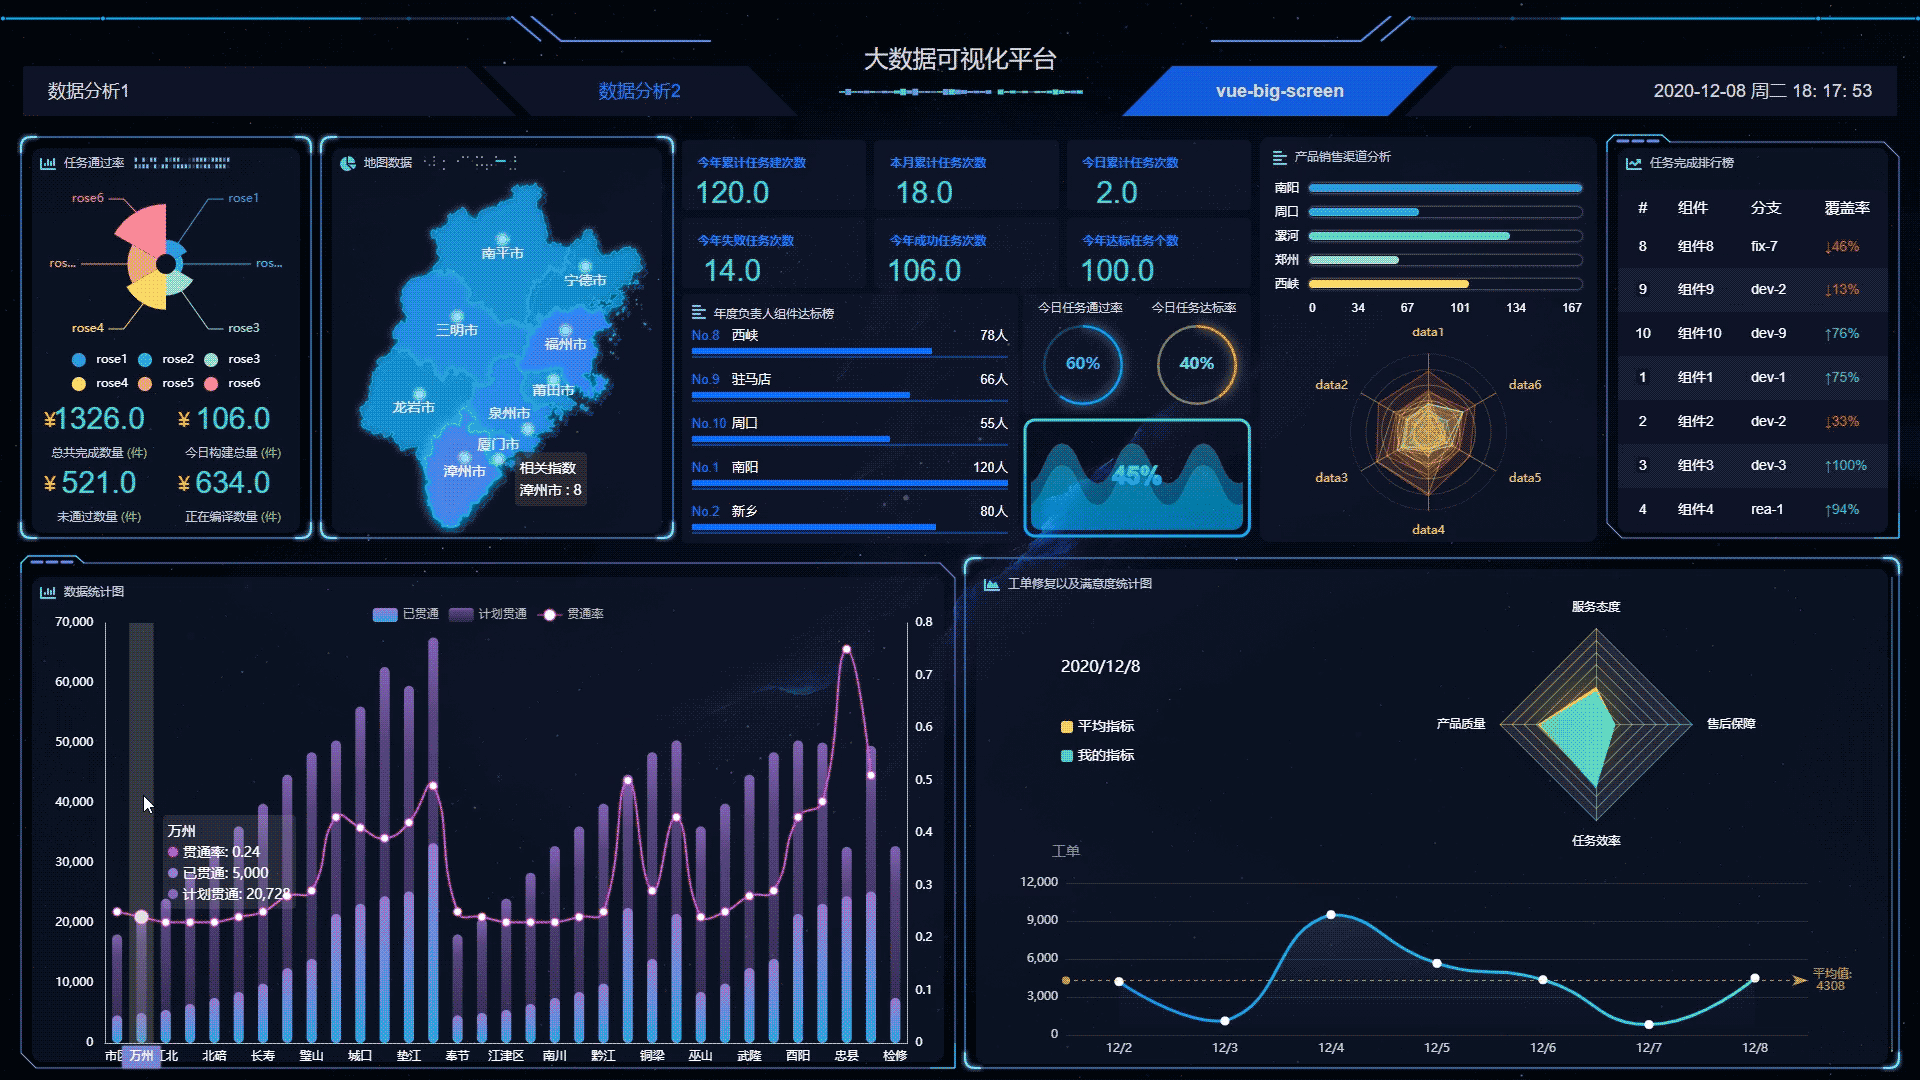 大数据可视化平台
数据分析1
数据分析2
vue-big-screen
2020-12-08 周二 18: 17: 53
任务通过率
rose6
rose1
ros...
ros...
rose4
rose3
rose1 rose2 rose3
rose4 rose5 rose6
¥1326.0
¥ 106.0
总共完成数量 (件)
今日构建总量 (件)
¥ 521.0
¥ 634.0
未通过数量 (件)
正在编译数量 (件)
地图数据
南平市
宁德市
三明市
福州市
莆田市
龙岩市
泉州市
厦门市
漳州市
相关指数
漳州市 : 8
今年累计任务建次数
120.0
本月累计任务次数
18.0
今日累计任务次数
2.0
今年失败任务次数
14.0
今年成功任务次数
106.0
今年达标任务个数
100.0
年度负责人组件达标榜
No.8 西峡 78人
No.9 驻马店 66人
No.10 周口 55人
No.1 南阳 120人
No.2 新乡 80人
今日任务通过率
今日任务达标率
60%
40%
45%
产品销售渠道分析
南阳
周口
漯河
郑州
西峡
0 34 67 101 134 167
data1
data2
data6
data3
data5
data4
任务完成排行榜
# 组件 分支 覆盖率
8 组件8 fix-7 ↓46%
9 组件9 dev-2 ↓13%
10 组件10 dev-9 ↑76%
1 组件1 dev-1 ↑75%
2 组件2 dev-2 ↓33%
3 组件3 dev-3 ↑100%
4 组件4 rea-1 ↑94%
数据统计图
已贯通 计划贯通 贯通率
70,000
60,000
50,000
40,000
30,000
20,000
10,000
0
0.8
0.7
0.6
0.5
0.4
0.3
0.2
0.1
0
万州
贯通率: 0.24
已贯通: 5,000
计划贯通: 20,728
万州 江北 北碚 长寿 璧山 城口 垫江 奉节 江津区 南川 黔江 铜梁 巫山 武隆 酉阳 忠县 检修
工单修复以及满意度统计图
2020/12/8
平均指标
我的指标
服务态度
产品质量
售后保障
任务效率
工单
12,000
9,000
6,000
3,000
0
平均值:
4308
12/2 12/3 12/4 12/5 12/6 12/7 12/8